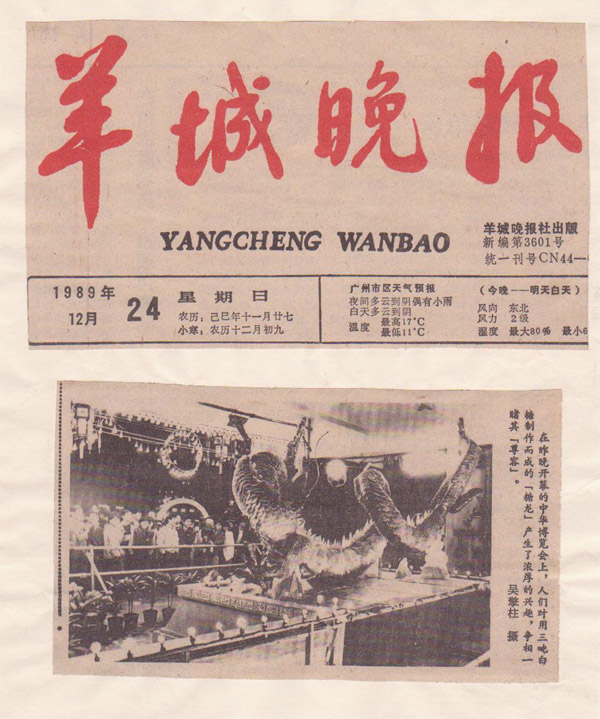 羊城晚报
YANGCHENG WANBAO
羊城晚报社出版
新编第3601号
统一刊号CN44—
1989年
12月
24
星期日
农历：己巳年十一月廿七
小寒：农历十二月初九
广州市区天气预报
夜间多云到阴偶有小雨
白天多云到阴
温度 最高17℃
最低11℃
(今晚——明天白天)
风向 东北
风力 2级
湿度 最大80% 最小6
在昨晚开幕的中华博览会上，人们对用三吨白
糖制作而成的「糖龙」产生了浓厚的兴趣，争相一
睹其「尊容」。
吴擎柱 摄